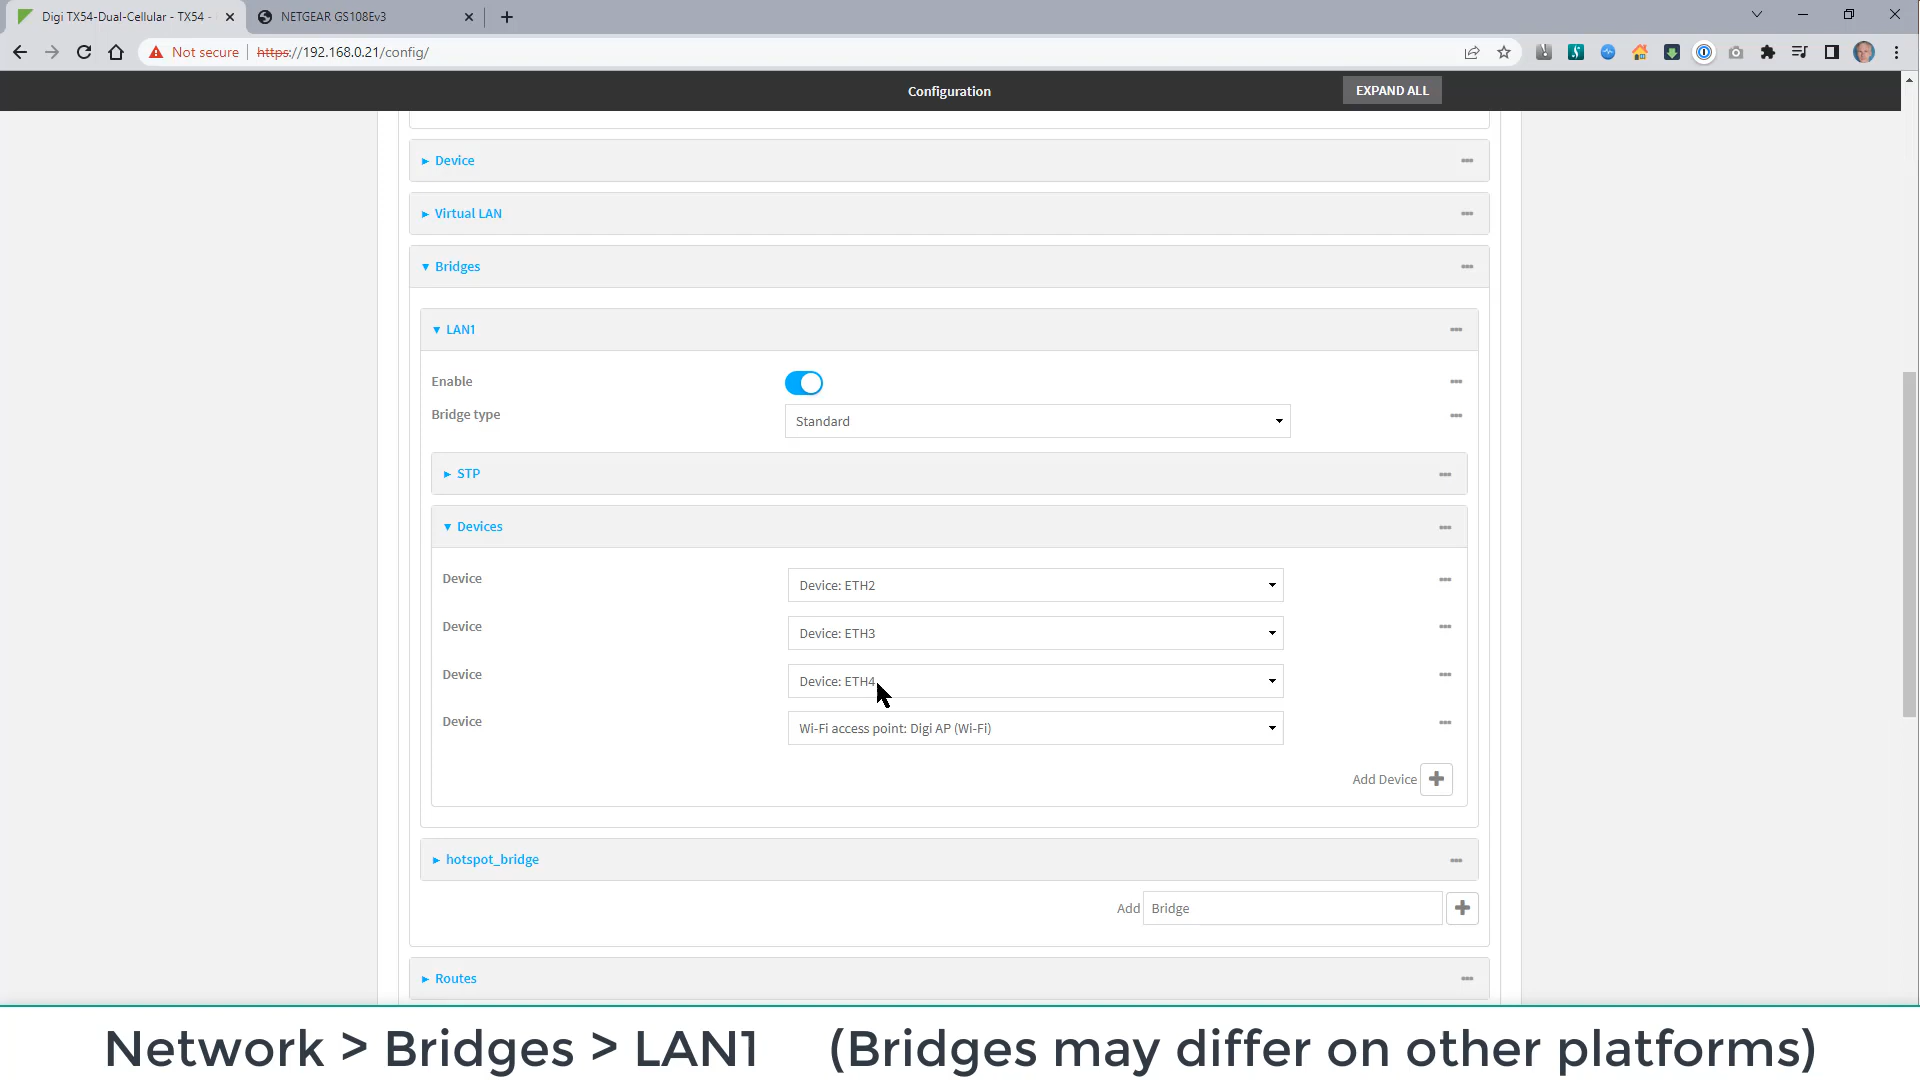 Digi TX54-Dual-Cellular - TX54 -
NETGEAR GS108Ev3
Not secure
https://192.168.0.21/config/
Configuration
EXPAND ALL
Device
Virtual LAN
Bridges
LAN1
Enable
Bridge type
Standard
STP
Devices
Device
Device: ETH2
Device
Device: ETH3
Device
Device: ETH4
Device
Wi-Fi access point: Digi AP (Wi-Fi)
Add Device
hotspot_bridge
Add Bridge
Routes
Network > Bridges > LAN1 (Bridges may differ on other platforms)